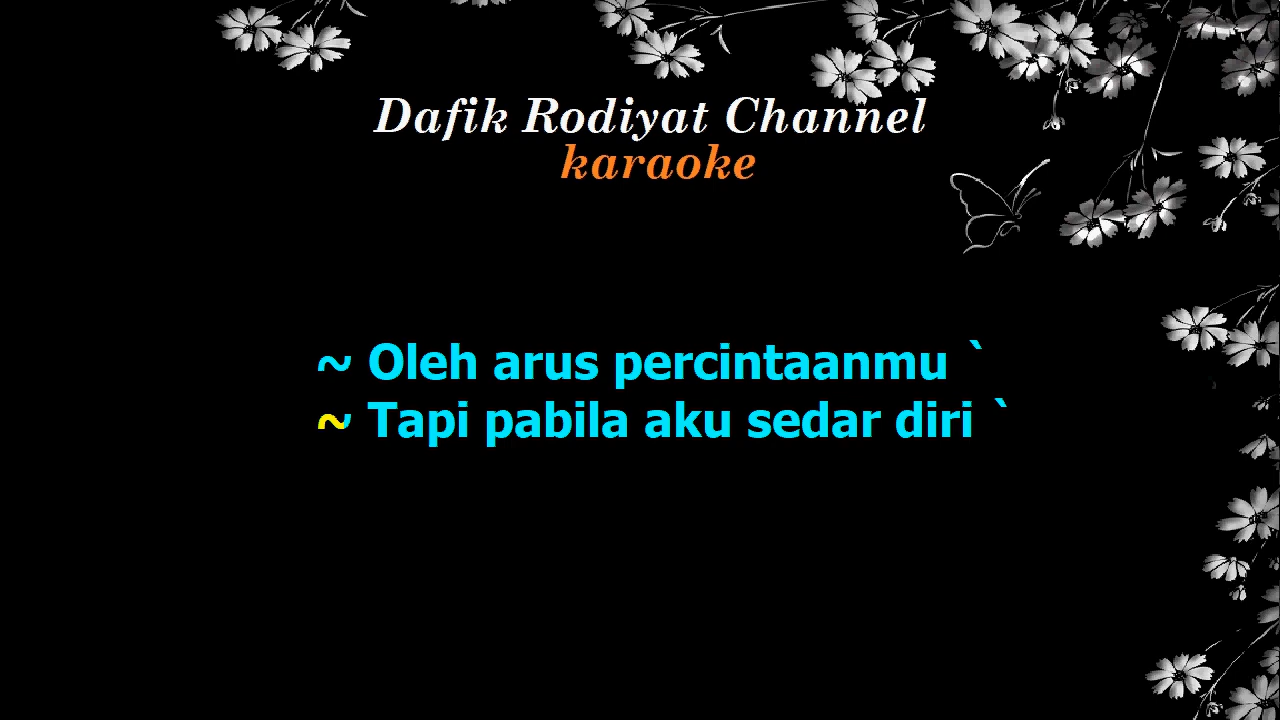 Dafik Rodiyat Channel
karaoke
~ Oleh arus percintaanmu `
~ Tapi pabila aku sedar diri `